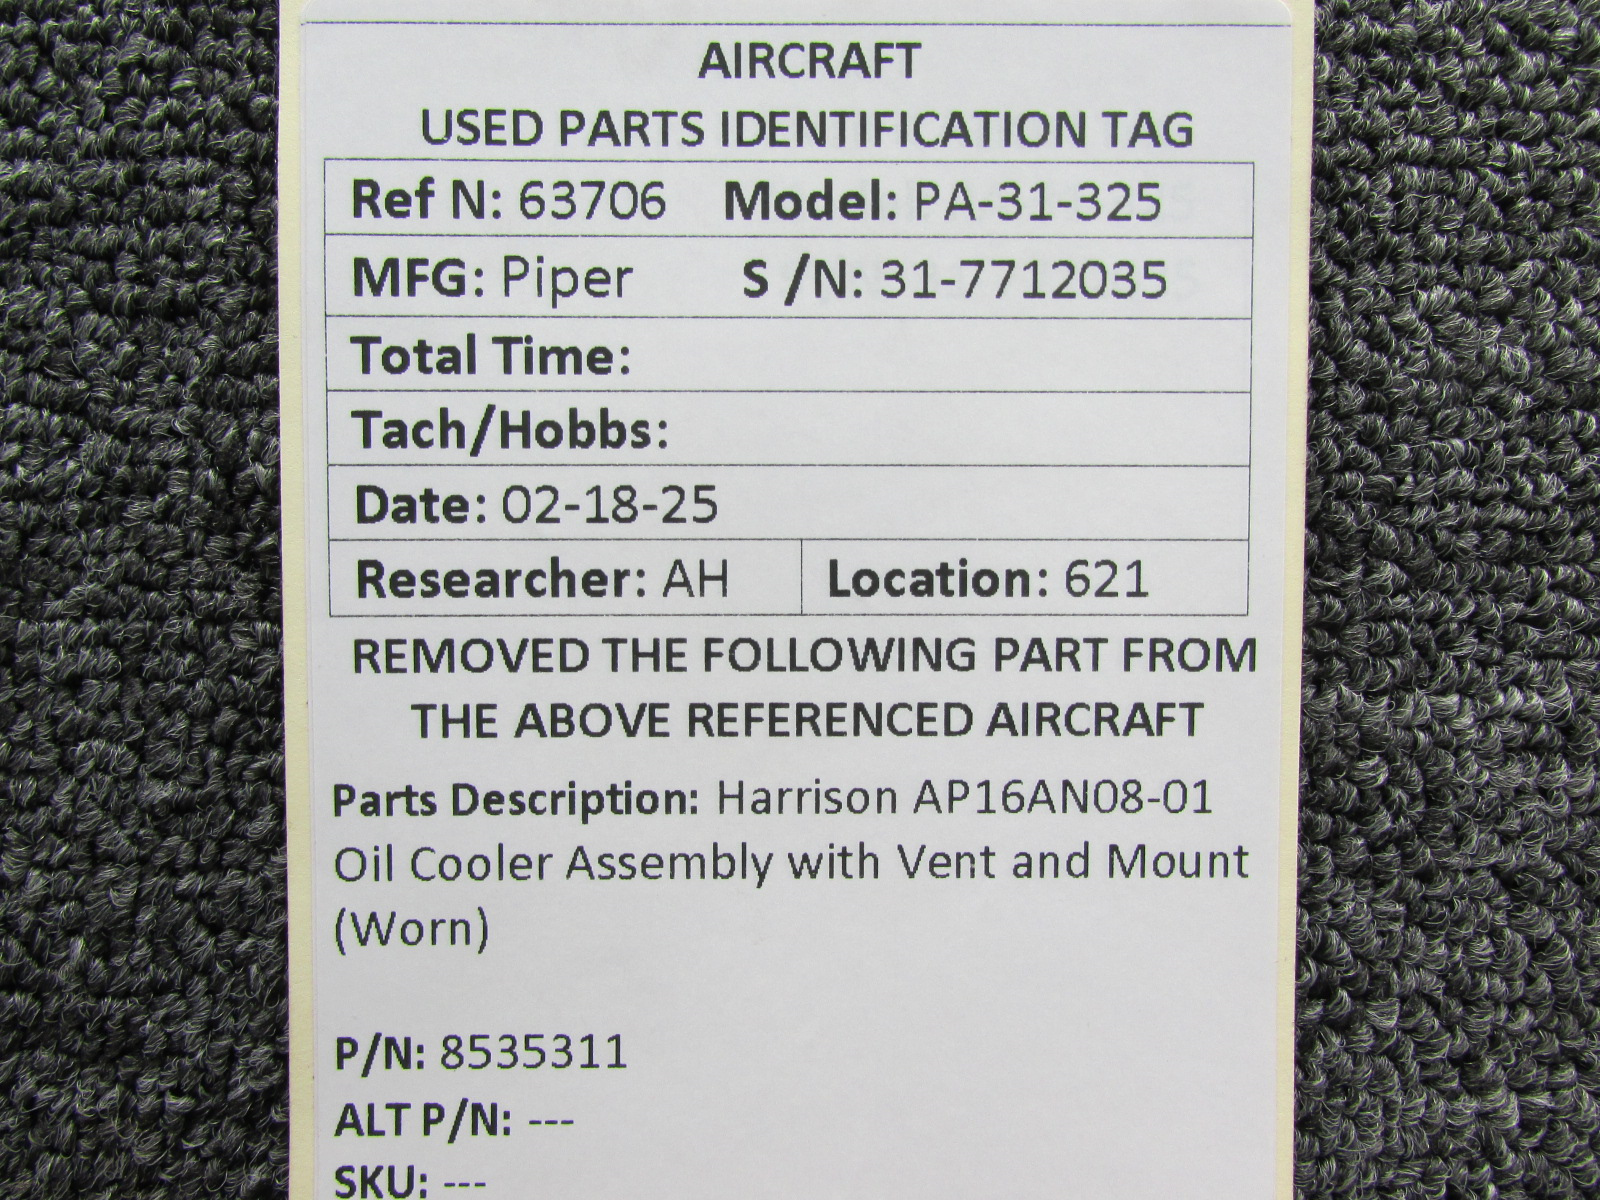 AIRCRAFT
USED PARTS IDENTIFICATION TAG
Ref N: 63706 Model: PA-31-325
MFG: Piper S /N: 31-7712035
Total Time:
Tach/Hobbs:
Date: 02-18-25
Researcher: AH Location: 621
REMOVED THE FOLLOWING PART FROM
THE ABOVE REFERENCED AIRCRAFT
Parts Description: Harrison AP16AN08-01
Oil Cooler Assembly with Vent and Mount
(Worn)
P/N: 8535311
ALT P/N: ---
SKU: ---